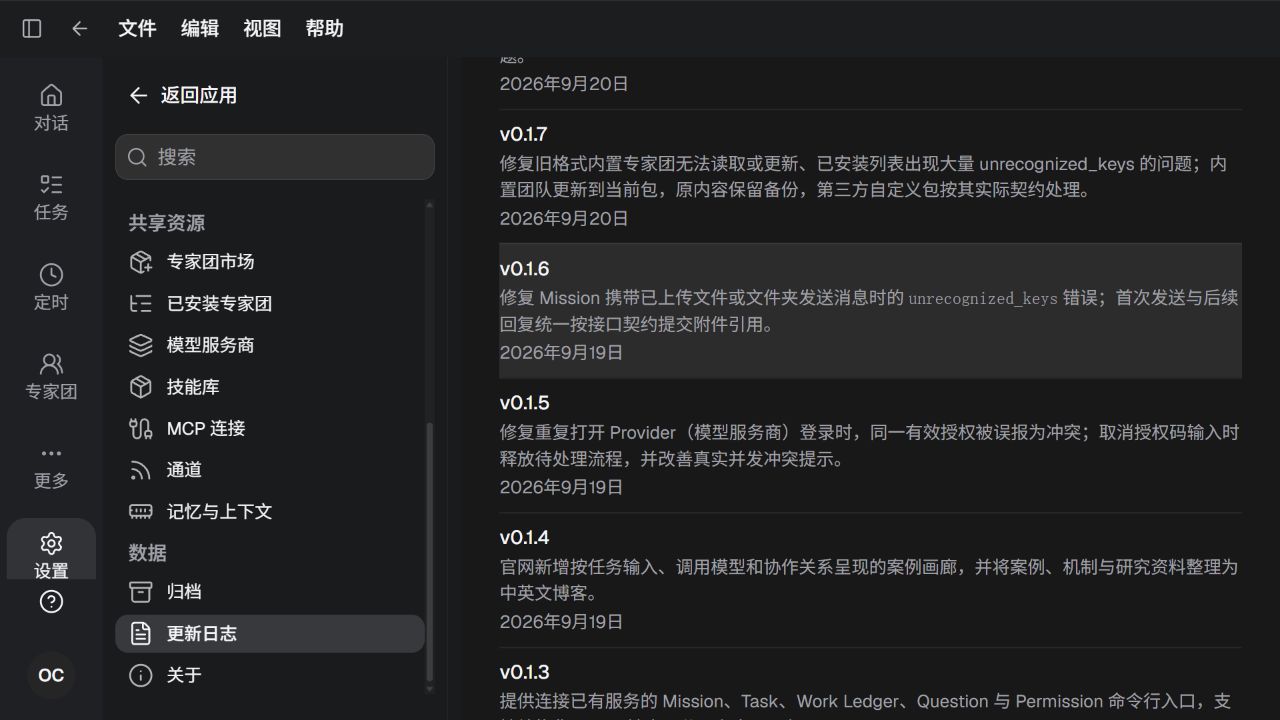 文件 编辑 视图 帮助
对话
任务
定时
专家团
更多
设置
OC
返回应用
搜索
共享资源
专家团市场
已安装专家团
模型服务商
技能库
MCP 连接
通道
记忆与上下文
数据
归档
更新日志
关于
题。
2026年9月20日
v0.1.7
修复旧格式内置专家团无法读取或更新、已安装列表出现大量 unrecognized_keys 的问题；内
置团队更新到当前包，原内容保留备份，第三方自定义包按其实际契约处理。
2026年9月20日
v0.1.6
修复 Mission 携带已上传文件或文件夹发送消息时的 unrecognized_keys 错误；首次发送与后续
回复统一按接口契约提交附件引用。
2026年9月19日
v0.1.5
修复重复打开 Provider（模型服务商）登录时，同一有效授权被误报为冲突；取消授权码输入时
释放待处理流程，并改善真实并发冲突提示。
2026年9月19日
v0.1.4
官网新增按任务输入、调用模型和协作关系呈现的案例画廊，并将案例、机制与研究资料整理为
中英文博客。
2026年9月19日
v0.1.3
提供连接已有服务的 Mission、Task、Work Ledger、Question 与 Permission 命令行入口，支